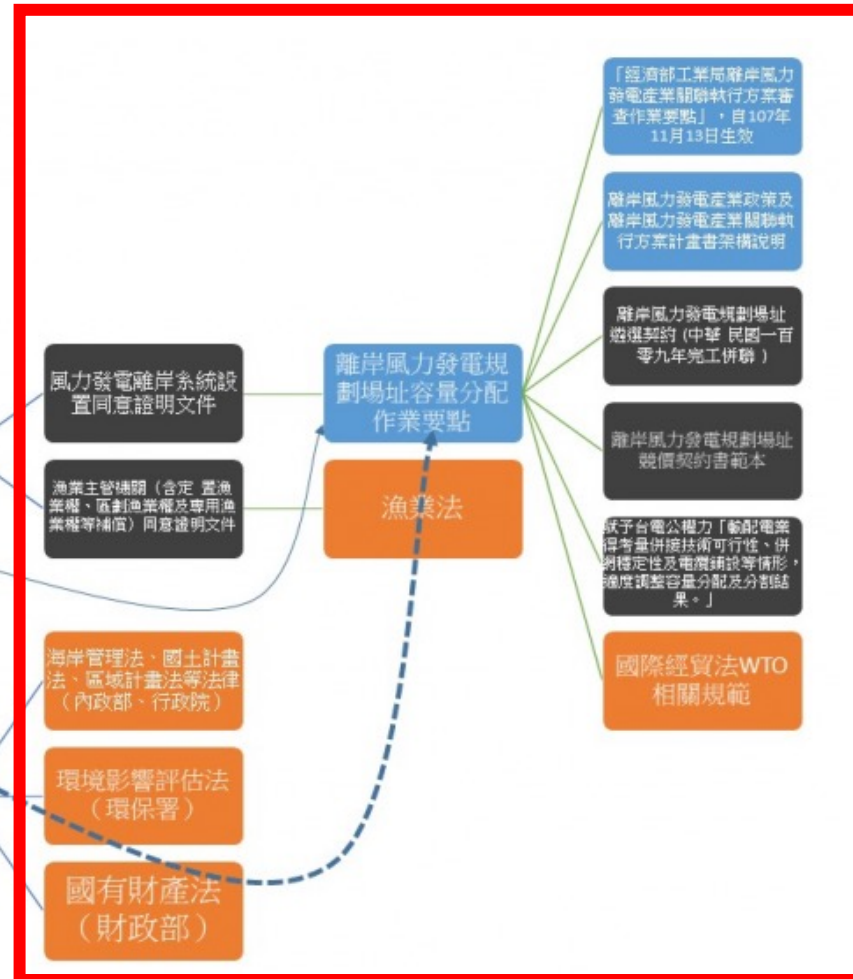 風力發電離岸系統設
置同意證明文件
漁業主管機關（含定 置漁
業權、區劃漁業權及專用漁
業權等補償）同意證明文件
海岸管理法、國土計畫
法、區域計畫法等法律
（內政部、行政院）
環境影響評估法
（環保署）
國有財產法
（財政部）
離岸風力發電規
劃場址容量分配
作業要點
漁業法
「經濟部工業局離岸風力
發電產業關聯執行方案審
查作業要點」，自107年
11月13日生效
離岸風力發電產業政策及
離岸風力發電產業關聯執
行方案計畫書架構說明
離岸風力發電規劃場址
遴選契約 (中華 民國一百
零九年完工併聯 )
離岸風力發電規劃場址
競價契約書範本
賦予台電公權力「輸配電業
得考量併接技術可行性、併
網穩定性及電纜鋪設等情形，
適度調整容量分配及分割結
果。」
國際經貿法WTO
相關規範